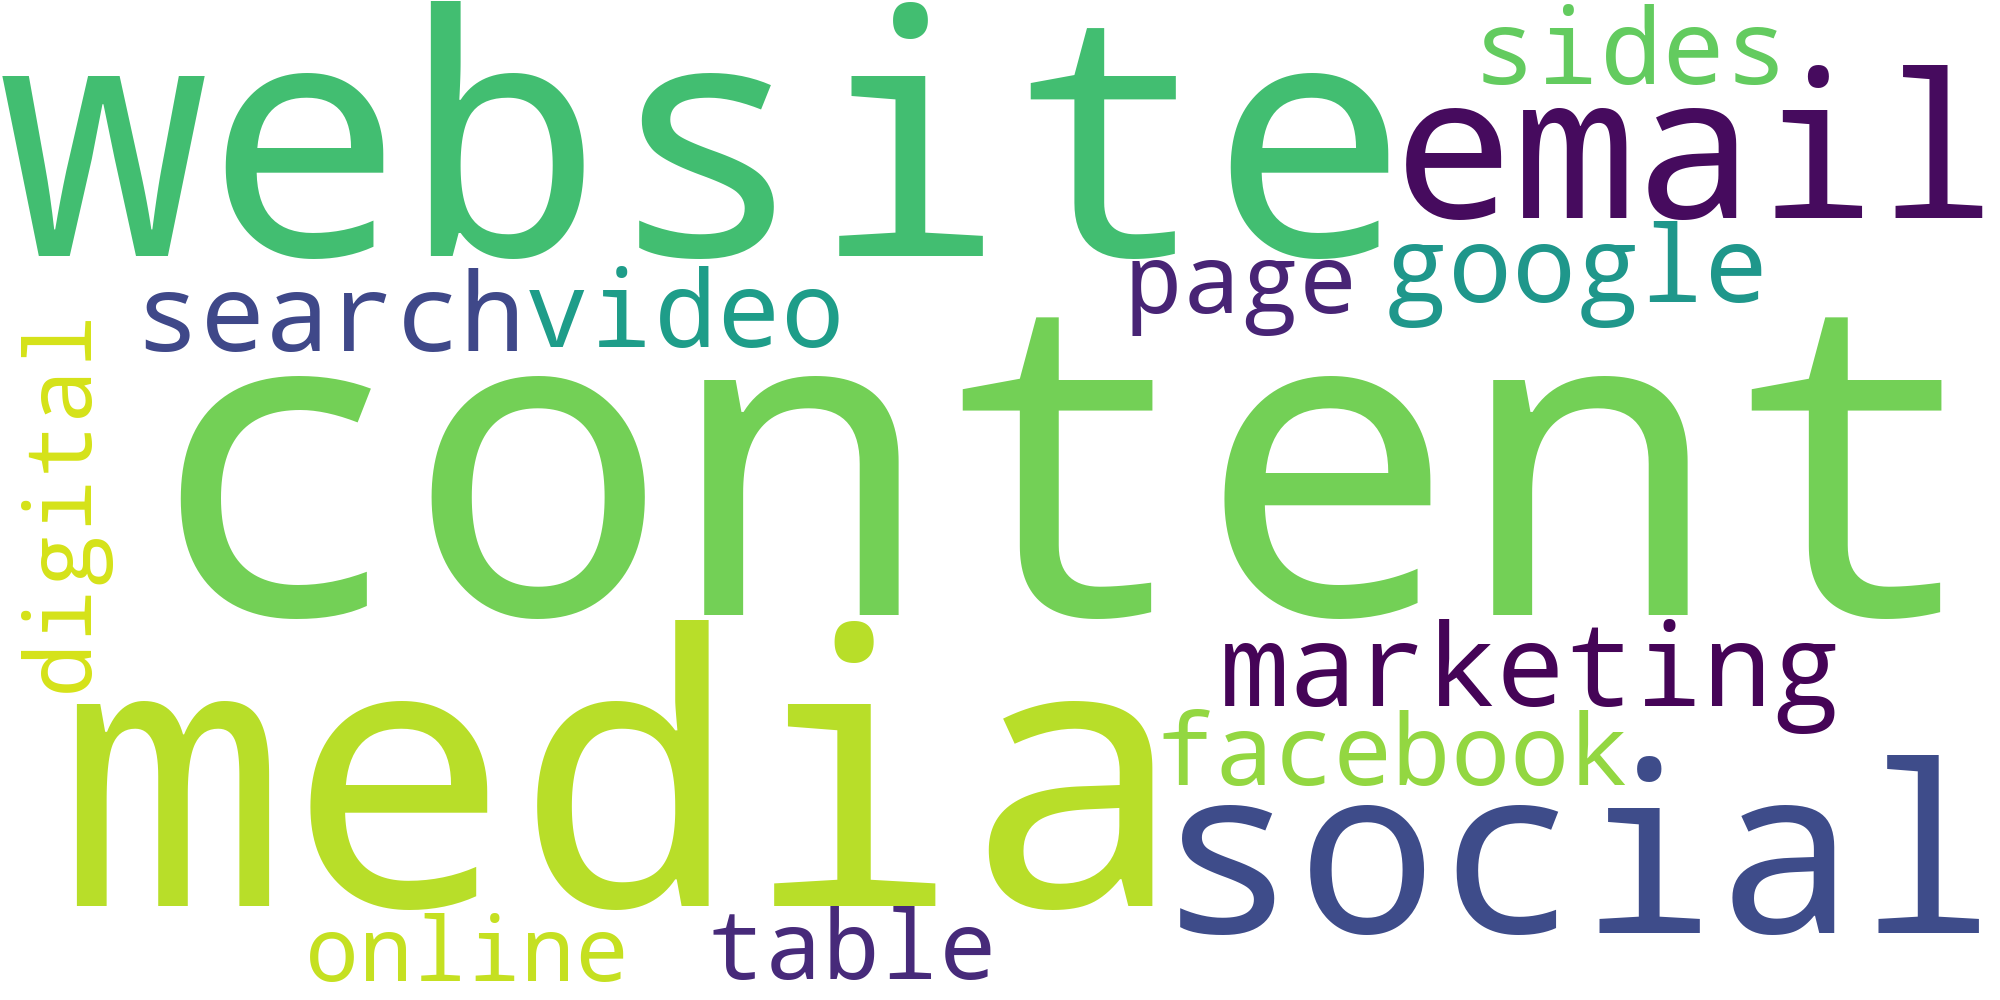 website
sides
email
search
video
page
google
digital
content
marketing
media
facebook
social
online
table